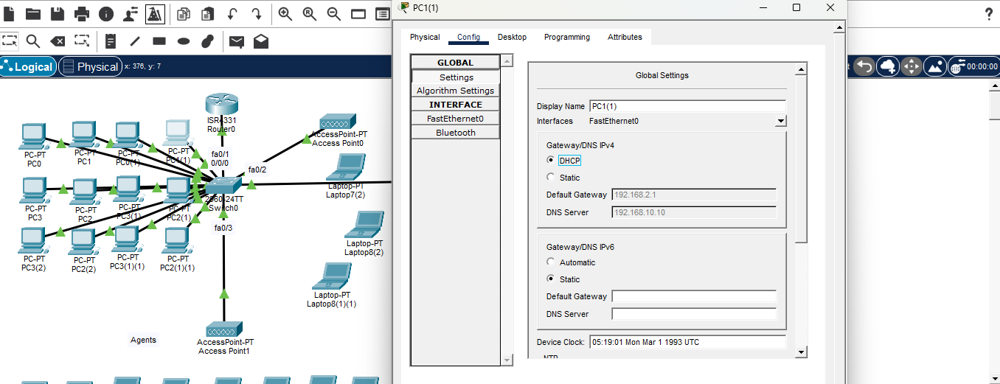 PC1(1)
?
Physical Config Desktop Programming Attributes
Logical
Physical
x: 376, y: 7
00:00:00
GLOBAL
Settings
Algorithm Settings
INTERFACE
FastEthernet0
Bluetooth
Global Settings
Display Name PC1(1)
Interfaces FastEthernet0
Gateway/DNS IPv4
DHCP
Static
Default Gateway 192.168.2.1
DNS Server 192.168.10.10
Gateway/DNS IPv6
Automatic
Static
Default Gateway
DNS Server
Device Clock: 05:19:01 Mon Mar 1 1993 UTC
NTP
ISR4331
Router0
AccessPoint-PT
Access Point0
PC-PT
PC0
PC-PT
PC1
PC-PT
PC0(1)
PC-PT
PC1(1)
fa0/1
0/0/0
fa0/2
Laptop-PT
Laptop7(2)
PC-PT
PC3
PC-PT
PC2
PC-PT
PC3(1)
PC-PT
PC2(1)
2960-24TT
Switch0
fa0/3
Laptop-PT
Laptop8(2)
PC-PT
PC3(2)
PC-PT
PC2(2)
PC-PT
PC3(1)(1)
PC-PT
PC2(1)(1)
Laptop-PT
Laptop8(1)(1)
Agents
AccessPoint-PT
Access Point1